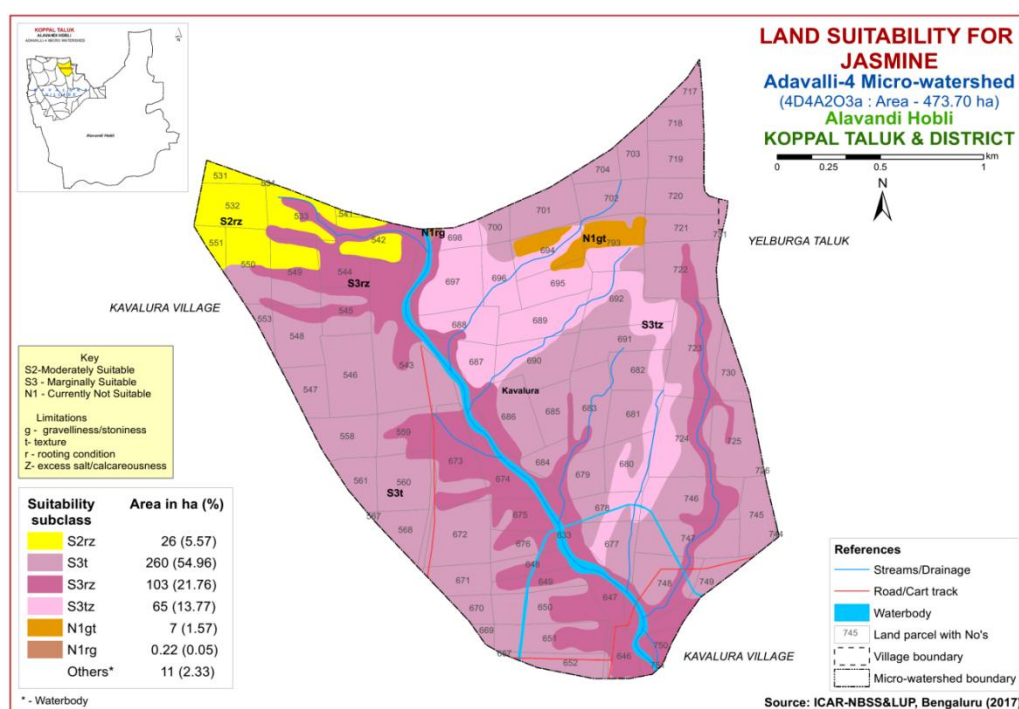 KOPPAL TALUK
ALAVANDI HOBLI
ADAVALLI-4 MICRO WATERSHED
N
Alavandi Hobli
LAND SUITABILITY FOR
JASMINE
Adavalli-4 Micro-watershed
(4D4A2O3a : Area - 473.70 ha)
Alavandi Hobli
KOPPAL TALUK & DISTRICT
0 0.25 0.5 1
km
N
717
718
703
719
704
702
720
701
531
531
532
533
541
S2rz
N1rg
698
700
N1gt
721
721
YELBURGA TALUK
551
542
694
793
550
549
544
S3rz
697
696
695
722
KAVALURA VILLAGE
692
545
553
688
689
S3tz
548
691
723
543
687
690
682
730
547
546
Kavalura
686
685
683
681
558
559
724
725
673
684
680
726
561
560
S3t
674
679
567
568
675
678
746
745
672
676
633
677
747
744
648
671
649
748
749
670
650
647
669
651
750
667
652
646
KAVALURA VILLAGE
Key
S2-Moderately Suitable
S3 - Marginally Suitable
N1 - Currently Not Suitable
Limitations
g - gravelliness/stoniness
t- texture
r - rooting condition
Z- excess salt/calcareousness
Suitability subclass Area in ha (%)
S2rz 26 (5.57)
S3t 260 (54.96)
S3rz 103 (21.76)
S3tz 65 (13.77)
N1gt 7 (1.57)
N1rg 0.22 (0.05)
Others* 11 (2.33)
* - Waterbody
References
Streams/Drainage
Road/Cart track
Waterbody
745 Land parcel with No's
Village boundary
Micro-watershed boundary
Source: ICAR-NBSS&LUP, Bengaluru (2017)